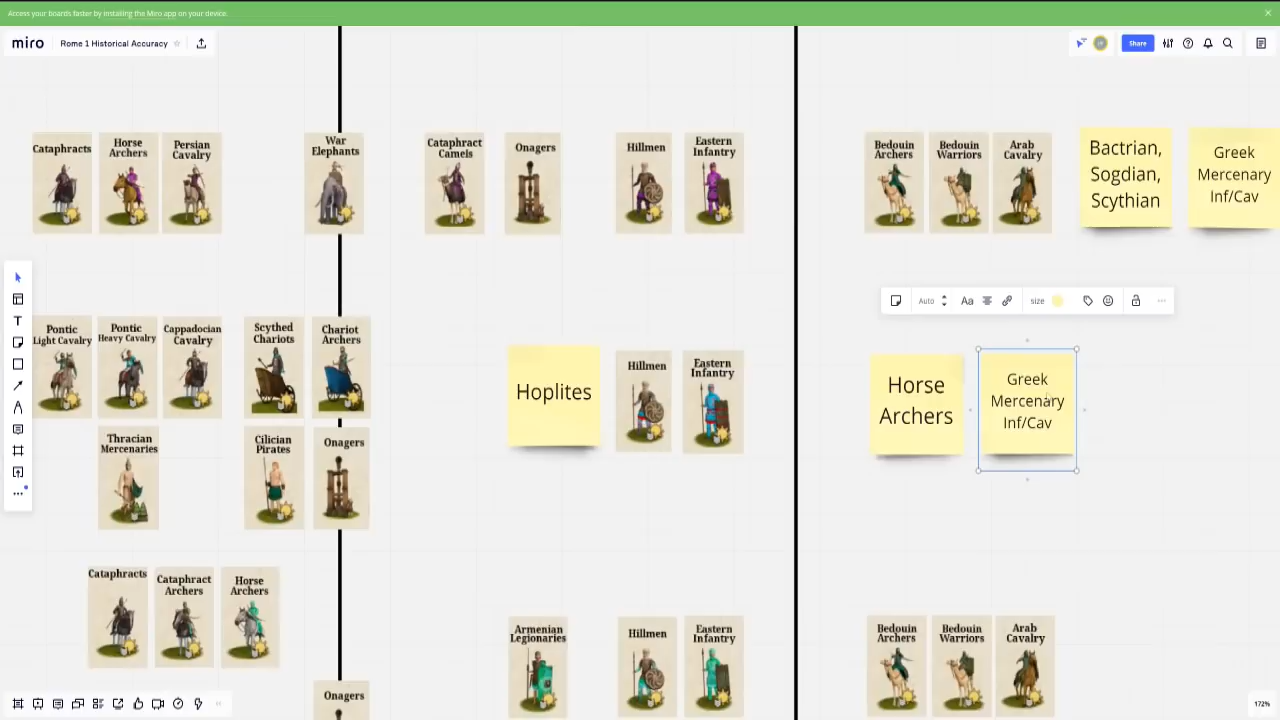 Access your boards faster by installing the Miro app on your device.
miro
Rome 1 Historical Accuracy
Share
Cataphracts
Horse
Archers
Persian
Cavalry
War
Elephants
Cataphract
Camels
Onagers
Hillmen
Eastern
Infantry
Bedouin
Archers
Bedouin
Warriors
Arab
Cavalry
Bactrian,
Sogdian,
Scythian
Greek
Mercenary
Inf/Cav
Auto
Aa
size
Pontic
Light Cavalry
Pontic
Heavy Cavalry
Cappadocian
Cavalry
Scythed
Chariots
Chariot
Archers
Hoplites
Hillmen
Eastern
Infantry
Horse
Archers
Greek
Mercenary
Inf/Cav
Thracian
Mercenaries
Cilician
Pirates
Onagers
Cataphracts
Cataphract
Archers
Horse
Archers
Armenian
Legionaries
Hillmen
Eastern
Infantry
Bedouin
Archers
Bedouin
Warriors
Arab
Cavalry
Onagers
172%